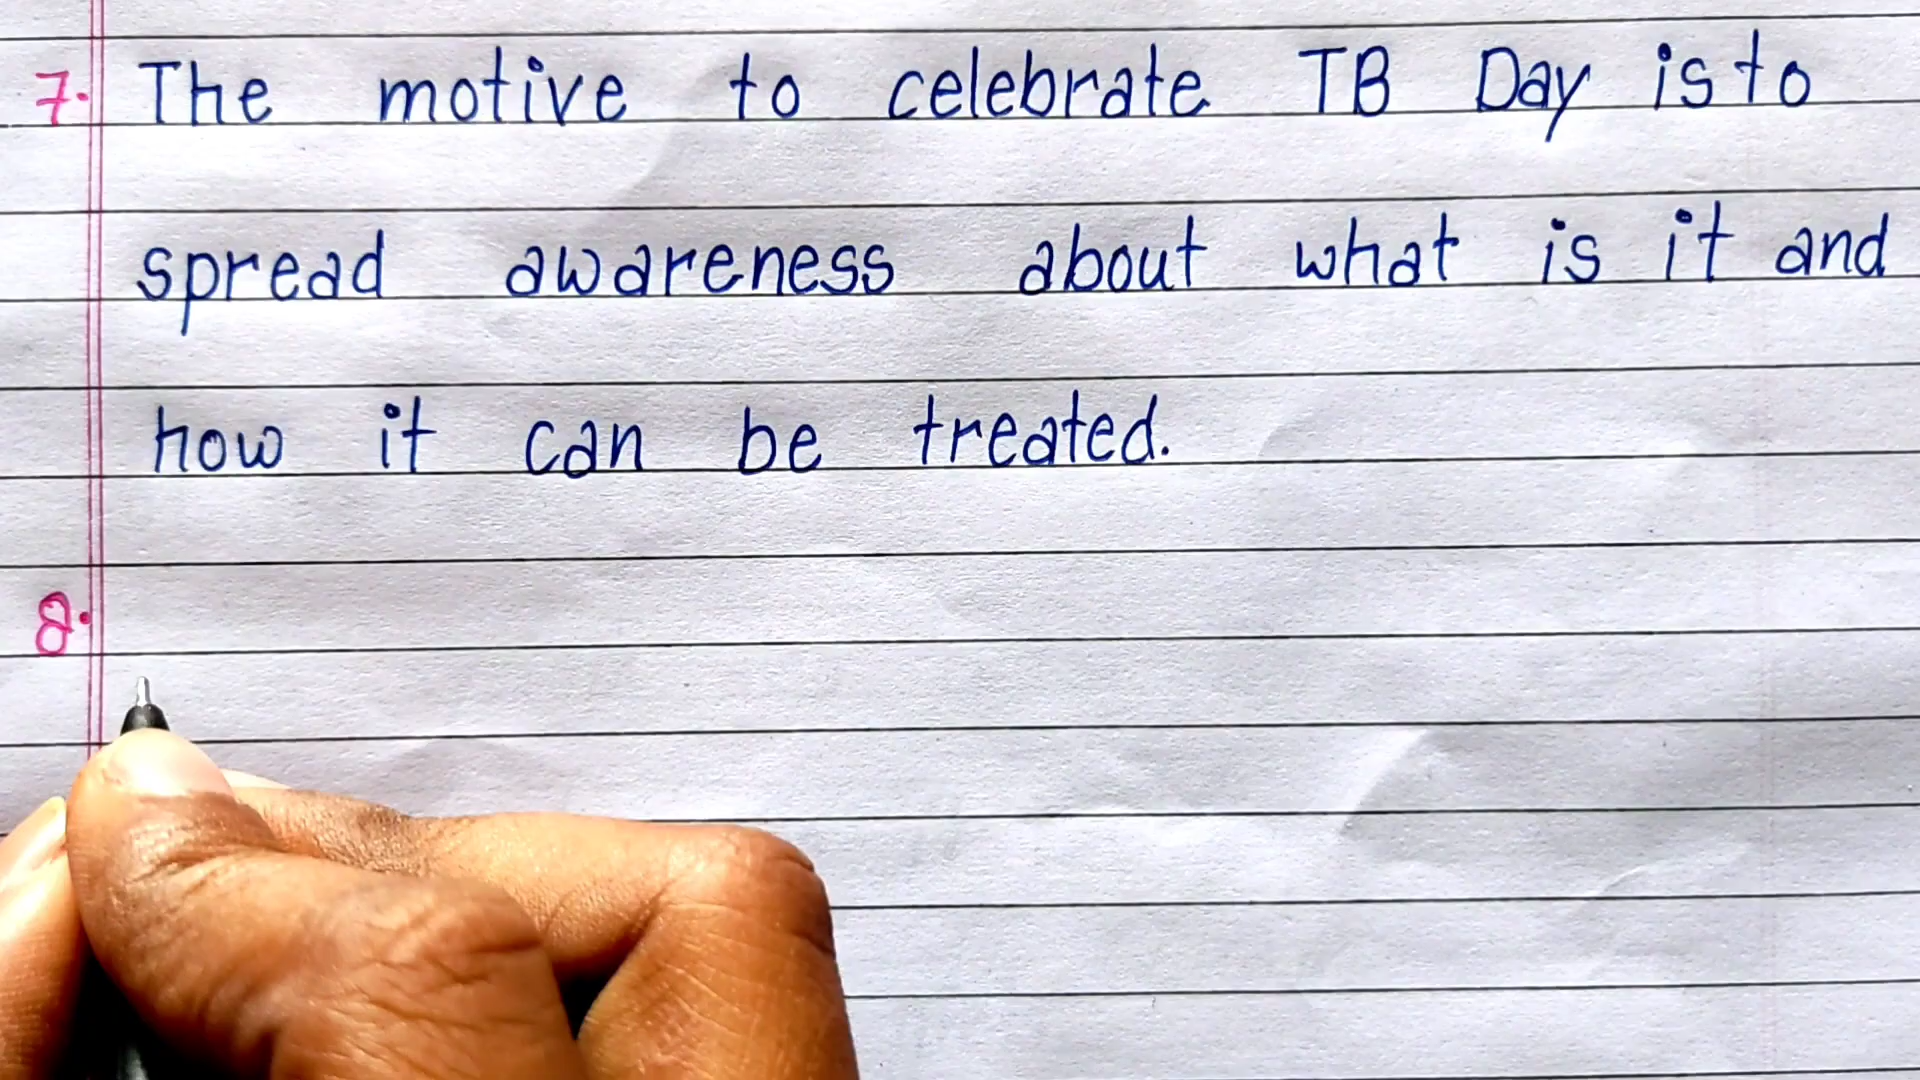 7. The motive to celebrate TB Day is to
spread awareness about what is it and
how it can be treated.
8.